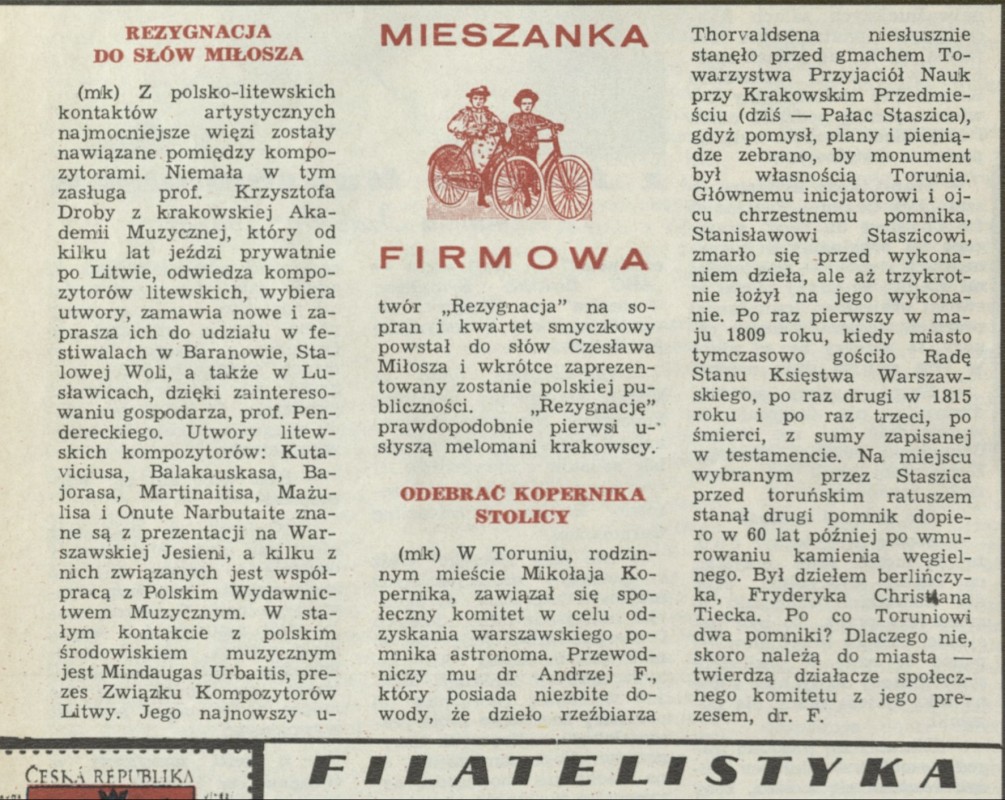 REZYGNACJA
DO SŁÓW MIŁOSZA
(mk) Z polsko-litewskich
kontaktów artystycznych
najmocniejsze więzi zostały
nawiązane pomiędzy kompo-
zytorami. Niemała w tym
zasługa prof. Krzysztofa
Droby z krakowskiej Aka-
demii Muzycznej, który od
kilku lat jeździ prywatnie
po Litwie, odwiedza kompo-
zytorów litewskich, wybiera
utwory, zamawia nowe i za-
prasza ich do udziału w fe-
stiwalach w Baranowie, Sta-
lowej Woli, a także w Lu-
sławicach, dzięki zaintereso-
waniu gospodarza, prof. Pen-
dereckiego. Utwory litew-
skich kompozytorów: Kuta-
viciusa, Balakauskasa, Ba-
jorasa, Martinaitisa, Mażu-
lisa i Onute Narbutaite zna-
ne są z prezentacji na War-
szawskiej Jesieni, a kilku z
nich związanych jest współ-
pracą z Polskim Wydawnic-
twem Muzycznym. W sta-
łym kontakcie z polskim
środowiskiem muzycznym
jest Mindaugas Urbaitis, pre-
zes Związku Kompozytorów
Litwy. Jego najnowszy u-
MIESZANKA
FIRMOWA
twór „Rezygnacja” na so-
pran i kwartet smyczkowy
powstał do słów Czesława
Miłosza i wkrótce zaprezen-
towany zostanie polskiej pu-
bliczności. „Rezygnację”
prawdopodobnie pierwsi u-
słyszą melomani krakowscy.
ODEBRAĆ KOPERNIKA
STOLICY
(mk) W Toruniu, rodzin-
nym mieście Mikołaja Ko-
pernika, zawiązał się spo-
łeczny komitet w celu od-
zyskania warszawskiego po-
mnika astronoma. Przewod-
niczy mu dr Andrzej F.,
który posiada niezbite do-
wody, że dzieło rzeźbiarza
Thorvaldsena niesłusznie
stanęło przed gmachem To-
warzystwa Przyjaciół Nauk
przy Krakowskim Przedmie-
ściu (dziś — Pałac Staszica),
gdyż pomysł, plany i pienią-
dze zebrano, by monument
był własnością Torunia.
Głównemu inicjatorowi i oj-
cu chrzestnemu pomnika,
Stanisławowi Staszicowi,
zmarło się przed wykona-
niem dzieła, ale aż trzykrot-
nie łożył na jego wykona-
nie. Po raz pierwszy w ma-
ju 1809 roku, kiedy miasto
tymczasowo gościło Radę
Stanu Księstwa Warszaw-
skiego, po raz drugi w 1815
roku i po raz trzeci, po
śmierci, z sumy zapisanej
w testamencie. Na miejscu
wybranym przez Staszica
przed toruńskim ratuszem
stanął drugi pomnik dopie-
ro w 60 lat później po wmu-
rowaniu kamienia węgiel-
nego. Był dziełem berlińczy-
ka, Fryderyka Christiana
Tiecka. Po co Toruniowi
dwa pomniki? Dlaczego nie,
skoro należą do miasta —
twierdzą działacze społecz-
nego komitetu z jego pre-
zesem, dr. F.
ČESKÁ REPUBLIKA
FILATELISTYKA